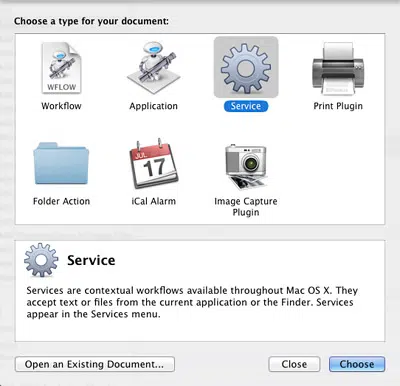 Choose a type for your document:
WFLOW
Workflow
Application
Service
Print Plugin
Folder Action
JUL
17
iCal Alarm
Image Capture
Plugin
Service
Services are contextual workflows available throughout Mac OS X. They
accept text or files from the current application or the Finder. Services
appear in the Services menu.
Open an Existing Document...
Close
Choose